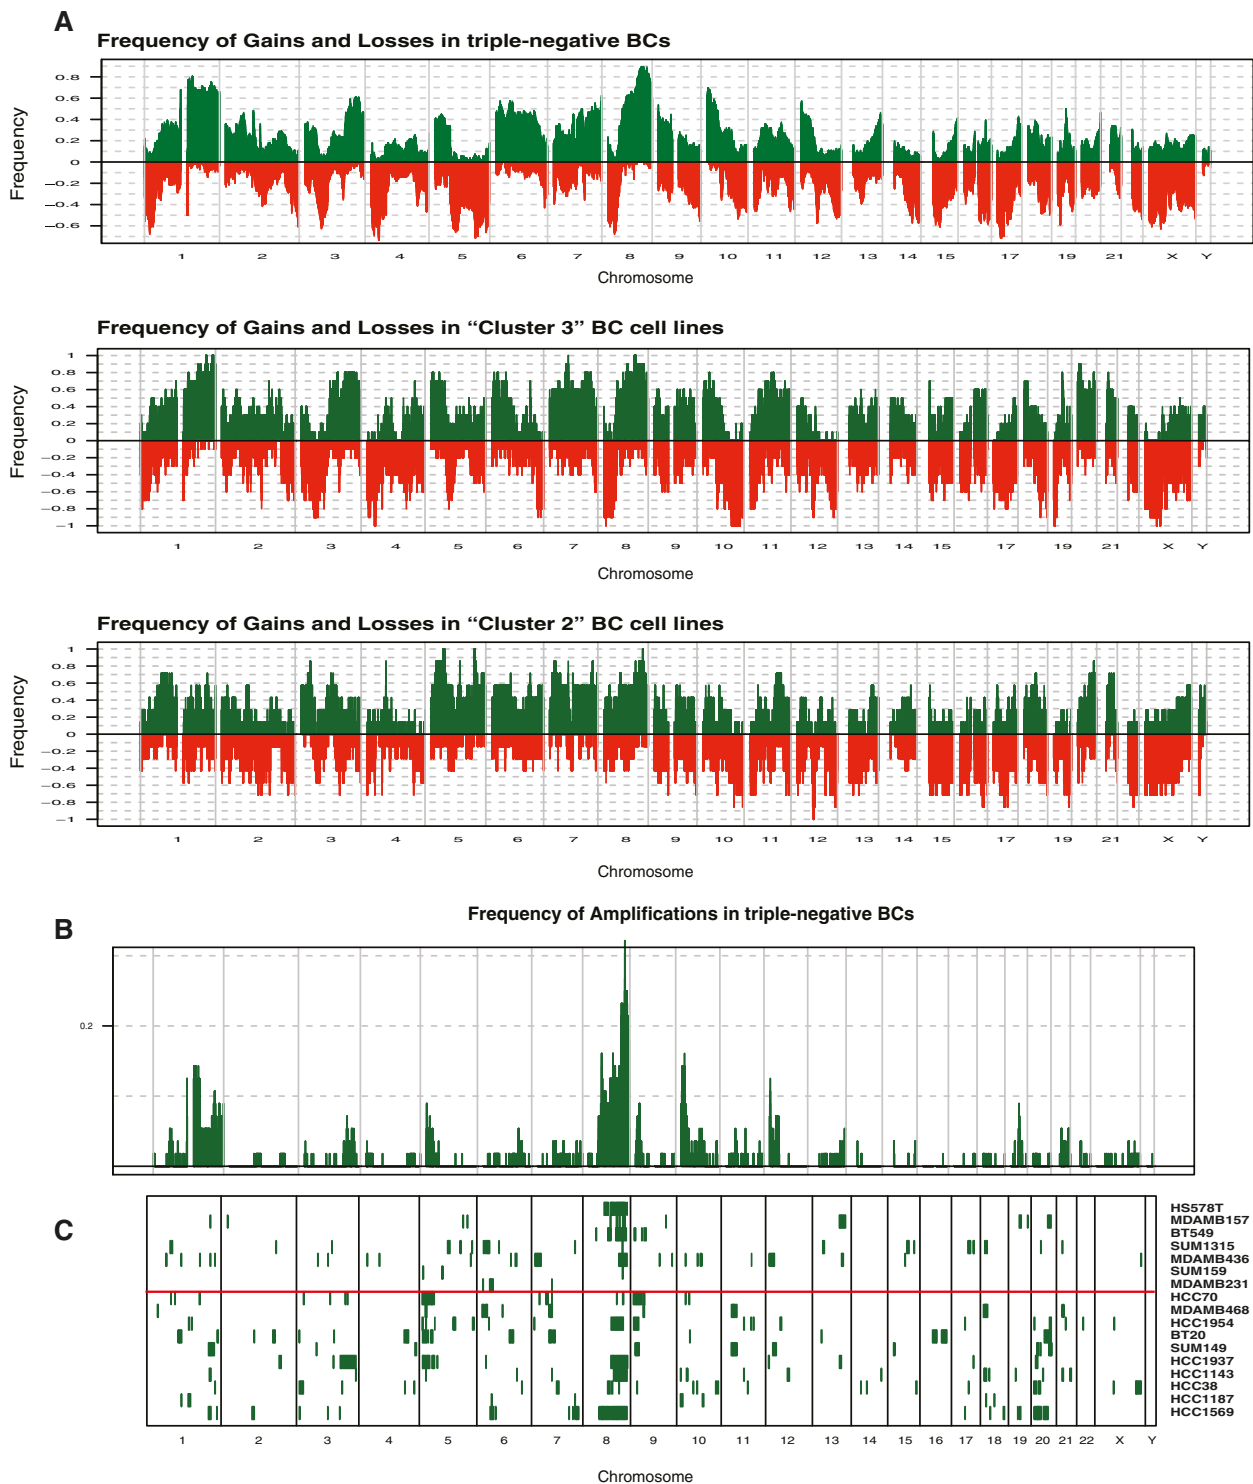 A
Frequency of Gains and Losses in triple-negative BCs
Frequency
0.8
0.6
0.4
0.2
0
−0.2
−0.4
−0.6
1 2 3 4 5 6 7 8 9 10 11 12 13 14 15 17 19 21 X Y
Chromosome
Frequency of Gains and Losses in “Cluster 3” BC cell lines
Frequency
1
0.8
0.6
0.4
0.2
0
−0.2
−0.4
−0.6
−0.8
−1
1 2 3 4 5 6 7 8 9 10 11 12 13 14 15 17 19 21 X Y
Chromosome
Frequency of Gains and Losses in “Cluster 2” BC cell lines
Frequency
1
0.8
0.6
0.4
0.2
0
−0.2
−0.4
−0.6
−0.8
−1
1 2 3 4 5 6 7 8 9 10 11 12 13 14 15 17 19 21 X Y
Chromosome
B
Frequency of Amplifications in triple-negative BCs
0.2
C
HS578T
MDAMB157
BT549
SUM1315
MDAMB436
SUM159
MDAMB231
HCC70
MDAMB468
HCC1954
BT20
SUM149
HCC1937
HCC1143
HCC38
HCC1187
HCC1569
1 2 3 4 5 6 7 8 9 10 11 12 13 14 15 16 17 18 19 20 21 22 X Y
Chromosome